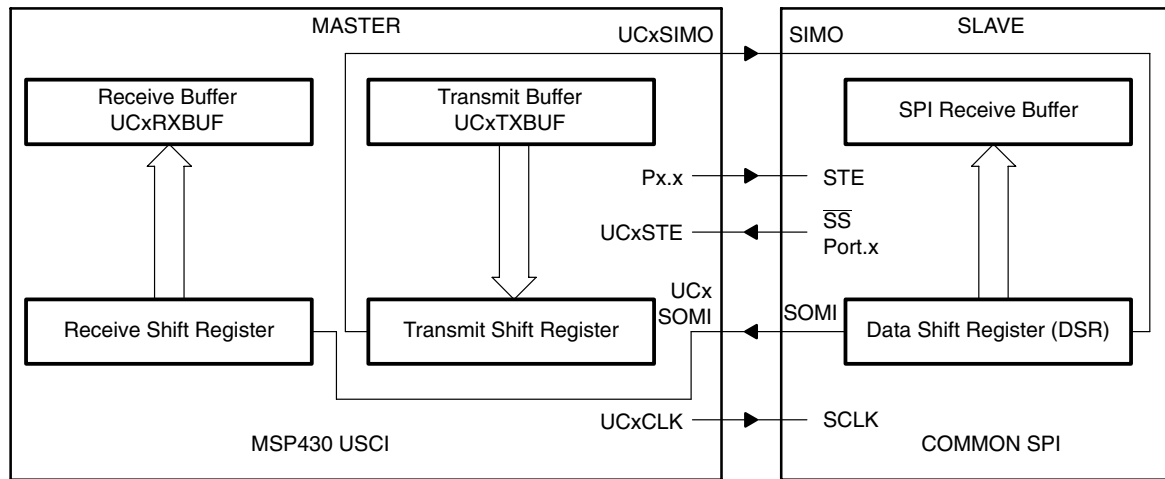 MASTER
UCxSIMO
SIMO
SLAVE
Receive Buffer
UCxRXBUF
Transmit Buffer
UCxTXBUF
SPI Receive Buffer
Px.x
STE
UCxSTE
SS
Port.x
UCx
SOMI
SOMI
Receive Shift Register
Transmit Shift Register
Data Shift Register (DSR)
UCxCLK
SCLK
MSP430 USCI
COMMON SPI